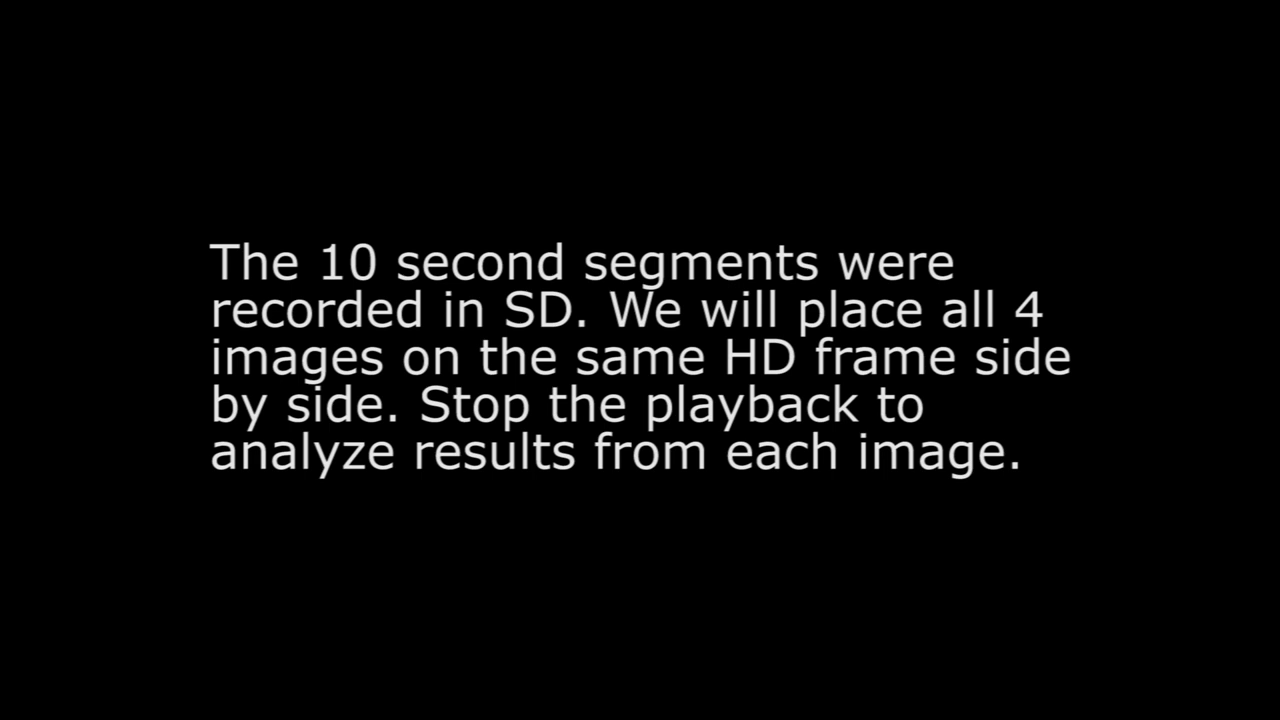 The 10 second segments were
recorded in SD. We will place all 4
images on the same HD frame side
by side. Stop the playback to
analyze results from each image.